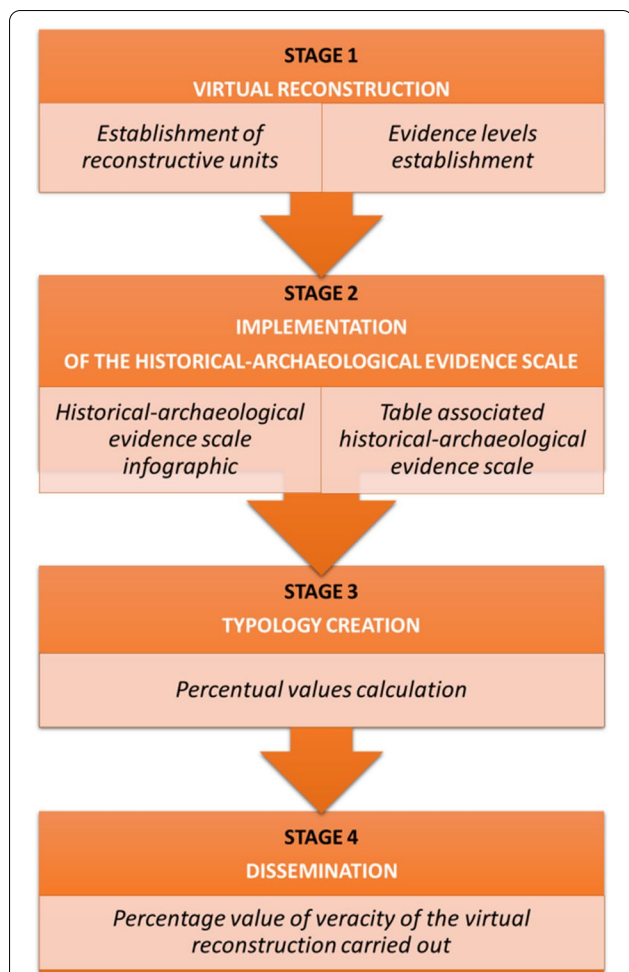 STAGE 1
VIRTUAL RECONSTRUCTION
Establishment of
reconstructive units
Evidence levels
establishment
STAGE 2
IMPLEMENTATION
OF THE HISTORICAL-ARCHAEOLOGICAL EVIDENCE SCALE
Historical-archaeological
evidence scale
infographic
Table associated
historical-archaeological
evidence scale
STAGE 3
TYPOLOGY CREATION
Percentual values calculation
STAGE 4
DISSEMINATION
Percentage value of veracity of the virtual
reconstruction carried out